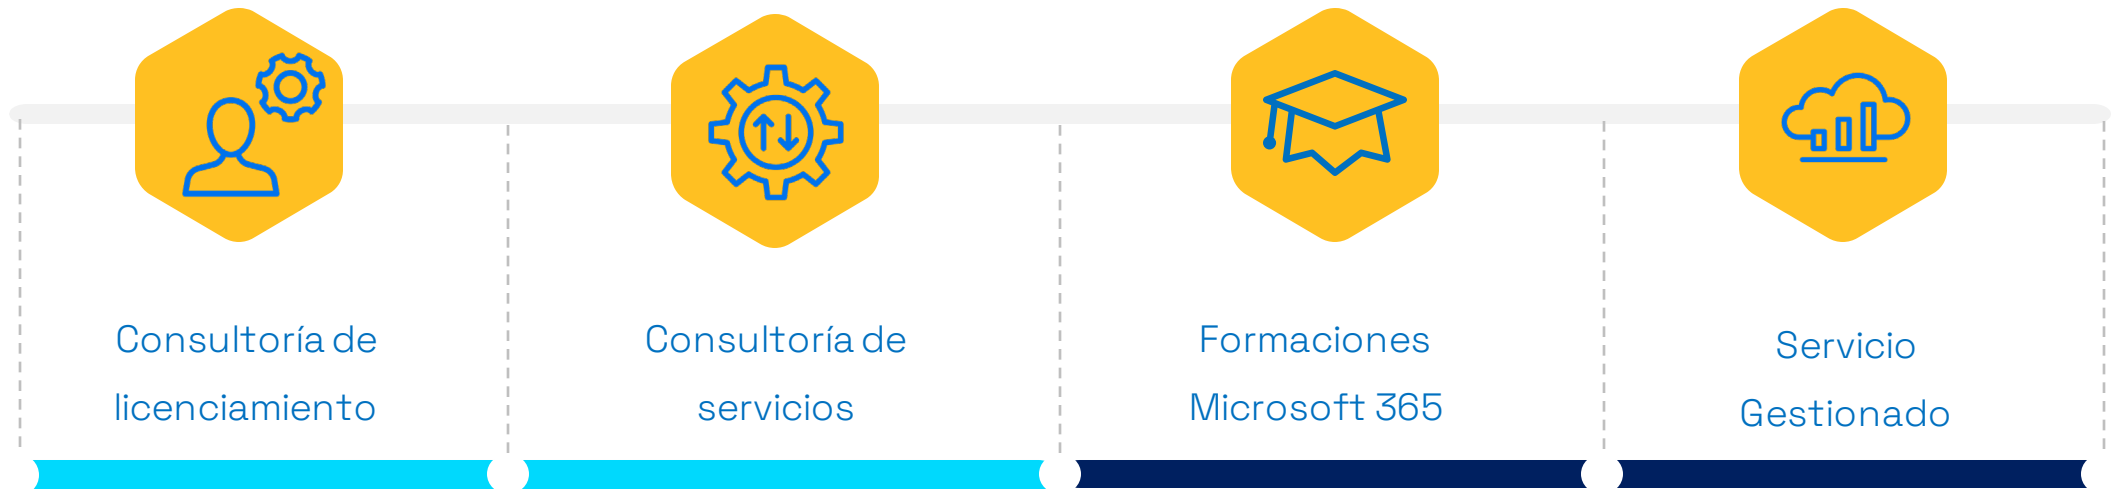 Consultoría de
licenciamiento
Consultoría de
servicios
Formaciones
Microsoft 365
Servicio
Gestionado